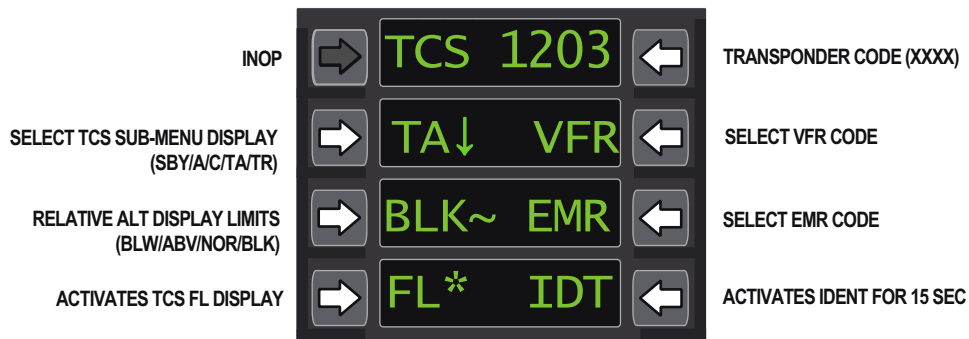 INOP
TCS 1203
TRANSPONDER CODE (XXXX)
SELECT TCS SUB-MENU DISPLAY
(SBY/A/C/TA/TR)
TA↓ VFR
SELECT VFR CODE
RELATIVE ALT DISPLAY LIMITS
(BLW/ABV/NOR/BLK)
BLK~ EMR
SELECT EMR CODE
ACTIVATES TCS FL DISPLAY
FL* IDT
ACTIVATES IDENT FOR 15 SEC